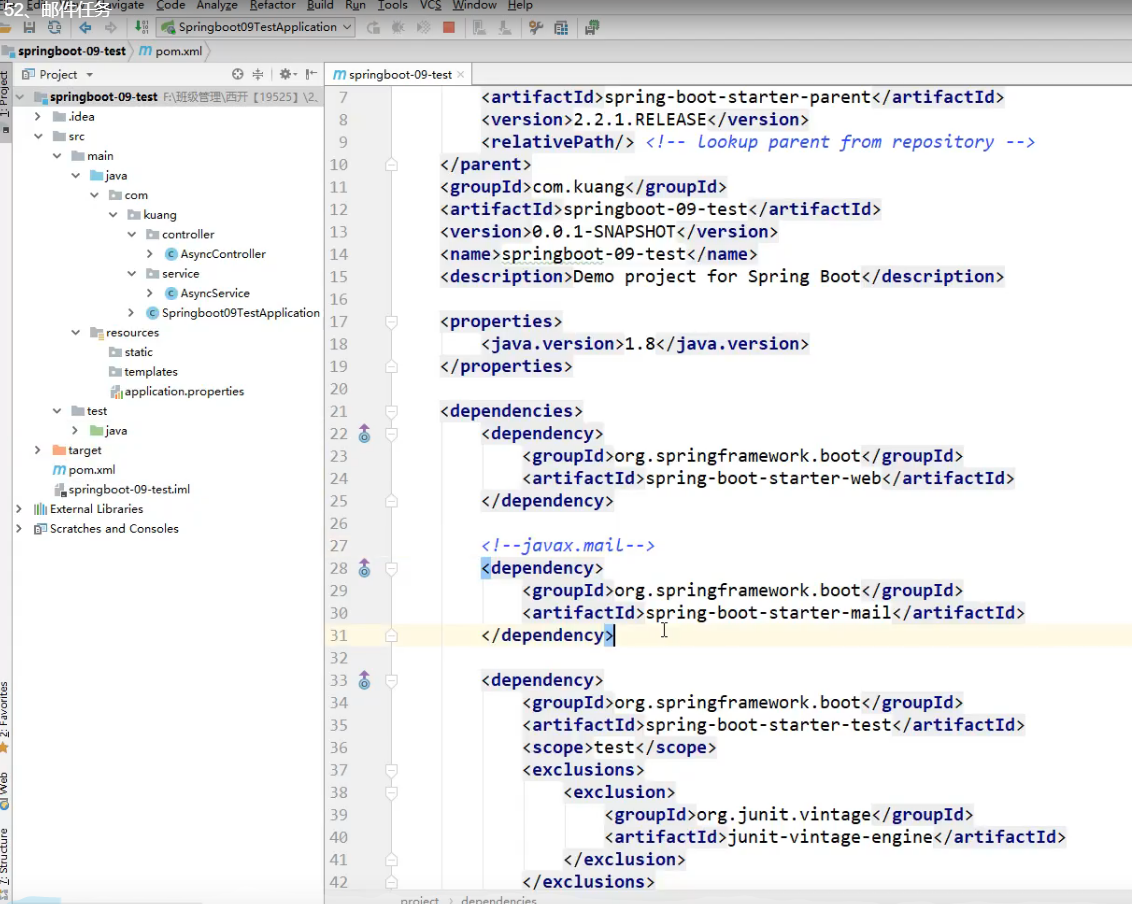 52、邮件任务
Edit View Navigate Code Analyze Refactor Build Run Tools VCS Window Help
Springboot09TestApplication
springboot-09-test pom.xml
1: Project
Project
springboot-09-test
springboot-09-test F:\班级管理\西开【19525】\2、
.idea
src
main
java
com
kuang
controller
AsyncController
service
AsyncService
Springboot09TestApplication
resources
static
templates
application.properties
test
java
target
pom.xml
springboot-09-test.iml
External Libraries
Scratches and Consoles
2: Favorites
Web
7: Structure
7 <artifactId>spring-boot-starter-parent</artifactId>
8 <version>2.2.1.RELEASE</version>
9 <relativePath/> <!-- lookup parent from repository -->
10 </parent>
11 <groupId>com.kuang</groupId>
12 <artifactId>springboot-09-test</artifactId>
13 <version>0.0.1-SNAPSHOT</version>
14 <name>springboot-09-test</name>
15 <description>Demo project for Spring Boot</description>
16
17 <properties>
18 <java.version>1.8</java.version>
19 </properties>
20
21 <dependencies>
22 <dependency>
23 <groupId>org.springframework.boot</groupId>
24 <artifactId>spring-boot-starter-web</artifactId>
25 </dependency>
26
27 <!--javax.mail-->
28 <dependency>
29 <groupId>org.springframework.boot</groupId>
30 <artifactId>spring-boot-starter-mail</artifactId>
31 </dependency>
32
33 <dependency>
34 <groupId>org.springframework.boot</groupId>
35 <artifactId>spring-boot-starter-test</artifactId>
36 <scope>test</scope>
37 <exclusions>
38 <exclusion>
39 <groupId>org.junit.vintage</groupId>
40 <artifactId>junit-vintage-engine</artifactId>
41 </exclusion>
42 </exclusions>
project › dependencies